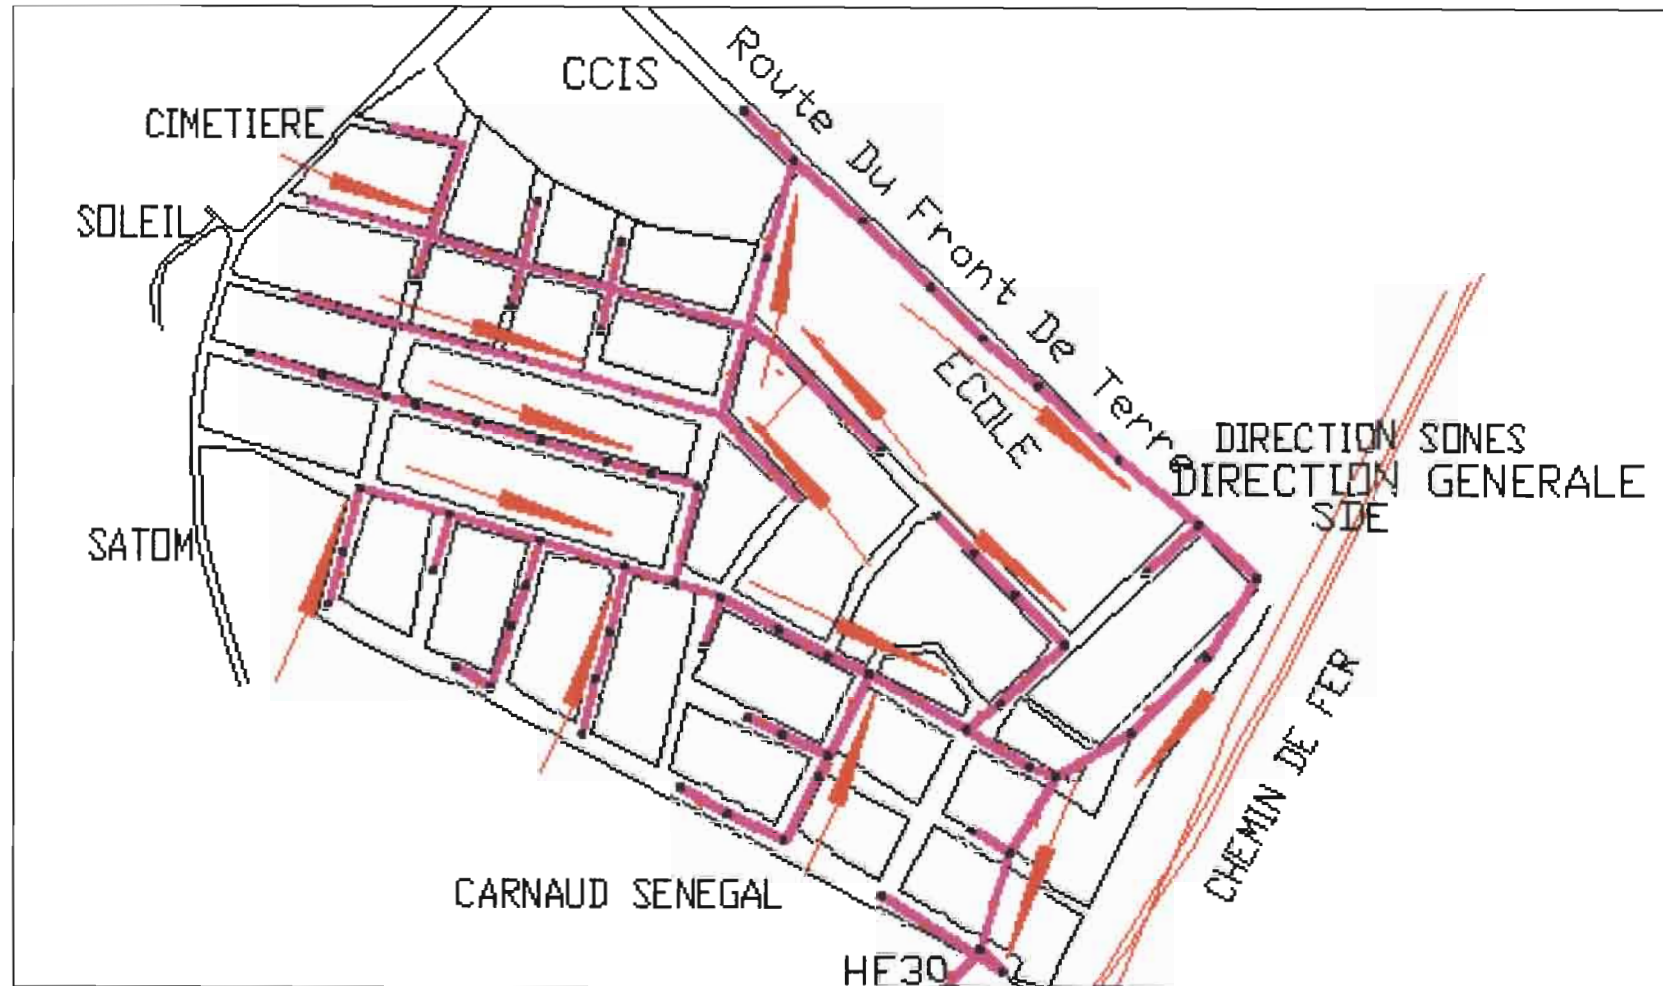 CCIS
Route Du Front De Terre
CIMETIERE
SOLEIL
ECOLE
DIRECTION SONES
DIRECTION GENERALE
SDE
SATOM
CHEMIN DE FER
CARNAUD SENEGAL
HE30